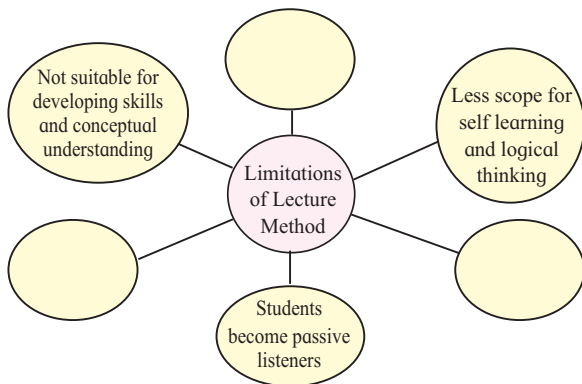 Not suitable for
developing skills
and conceptual
understanding
Less scope for
self learning
and logical
thinking
Limitations
of Lecture
Method
Students
become passive
listeners